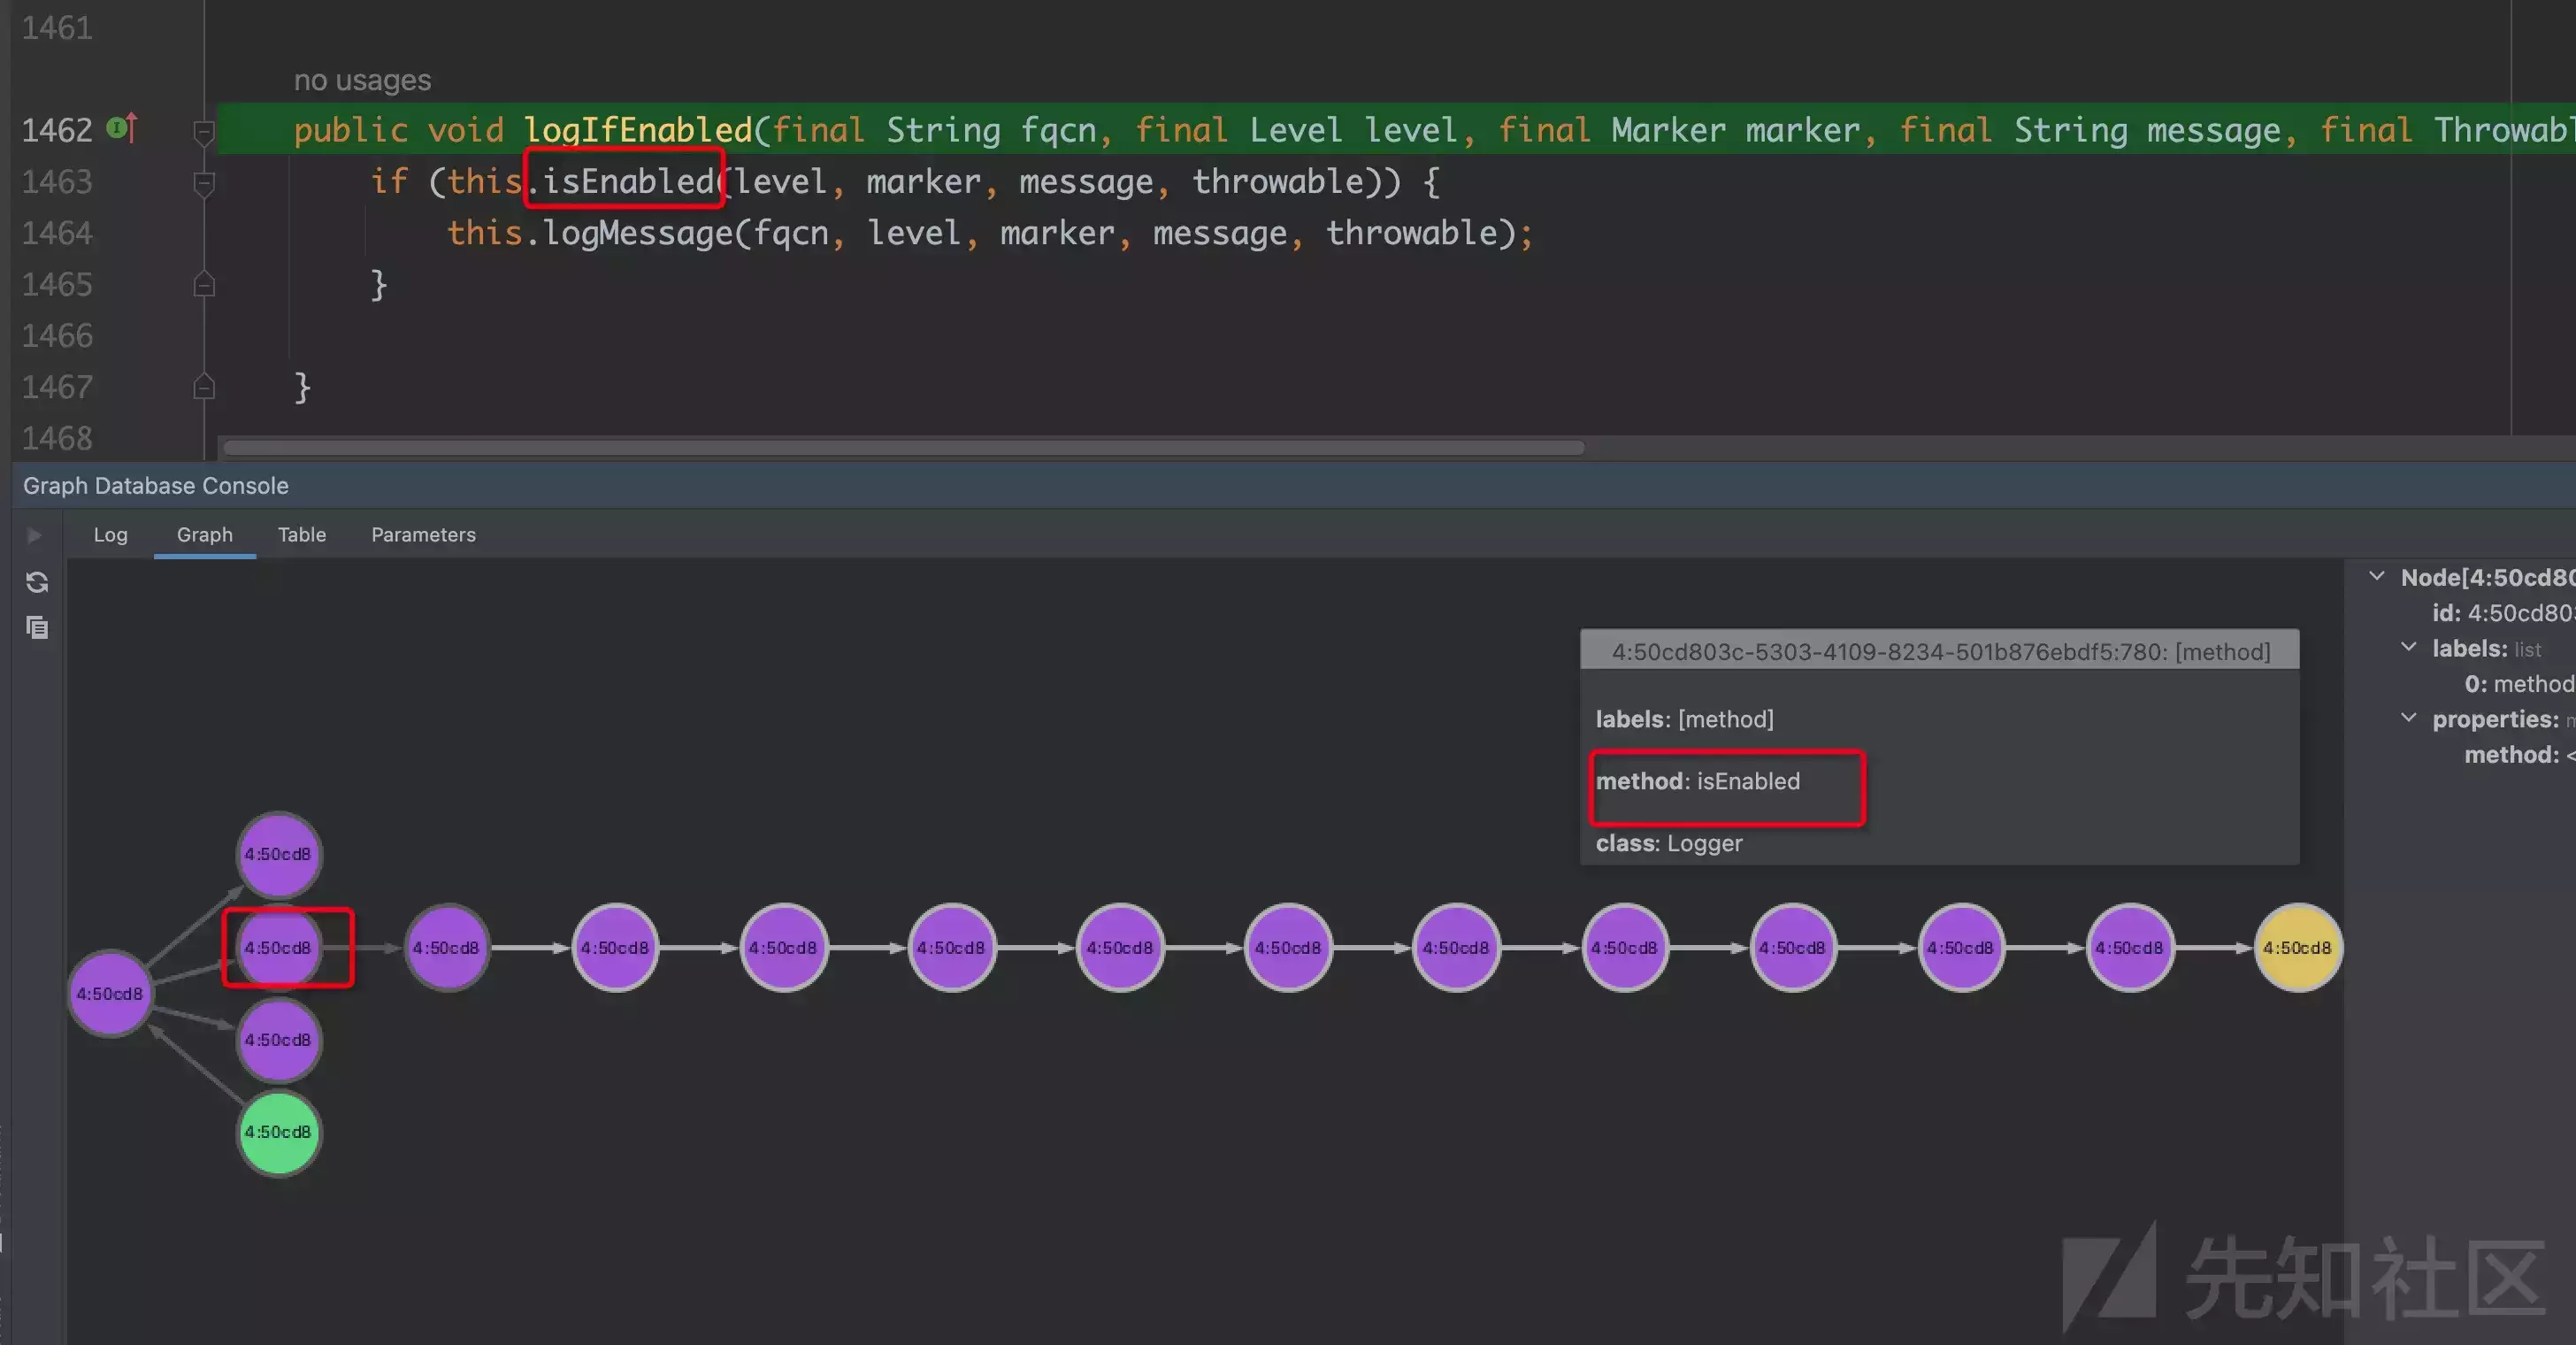 1461
no usages
1462 public void logIfEnabled(final String fqcn, final Level level, final Marker marker, final String message, final Throwabl
1463 if (this.isEnabled(level, marker, message, throwable)) {
1464 this.logMessage(fqcn, level, marker, message, throwable);
1465 }
1466
1467 }
1468
Graph Database Console
Log Graph Table Parameters
4:50cd803c-5303-4109-8234-501b876ebdf5:780: [method]
labels: [method]
method: isEnabled
class: Logger
Node[4:50cd80
id: 4:50cd803
labels: list
0: method
properties: m
method: <
4:50cd8
4:50cd8 4:50cd8 4:50cd8 4:50cd8 4:50cd8 4:50cd8 4:50cd8 4:50cd8 4:50cd8 4:50cd8 4:50cd8 4:50cd8 4:50cd8
4:50cd8
4:50cd8
4:50cd8
先知社区